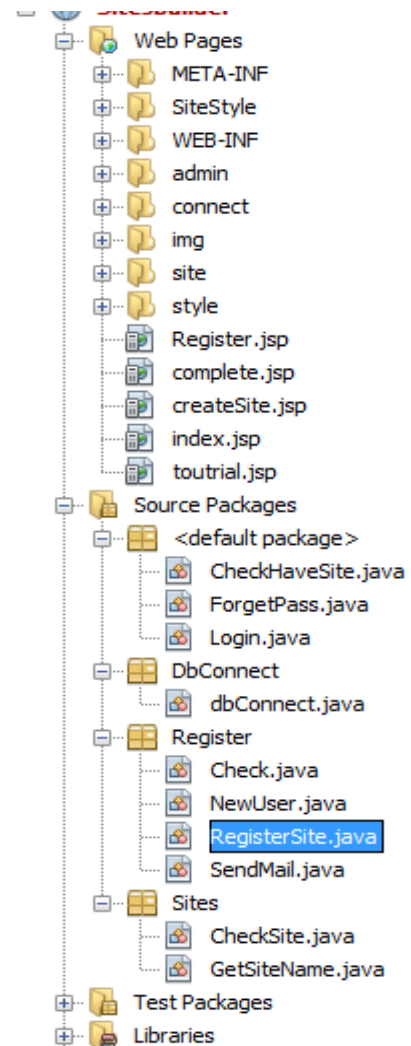 Sitesbuilder
Web Pages
META-INF
SiteStyle
WEB-INF
admin
connect
img
site
style
Register.jsp
complete.jsp
createSite.jsp
index.jsp
toutrial.jsp
Source Packages
<default package>
CheckHaveSite.java
ForgetPass.java
Login.java
DbConnect
dbConnect.java
Register
Check.java
NewUser.java
RegisterSite.java
SendMail.java
Sites
CheckSite.java
GetSiteName.java
Test Packages
Libraries